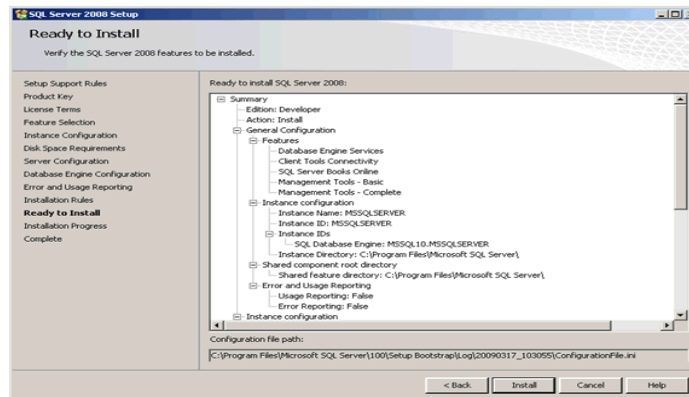 SQL Server 2008 Setup
Ready to Install
Verify the SQL Server 2008 features to be installed.
Setup Support Rules
Product Key
License Terms
Feature Selection
Instance Configuration
Disk Space Requirements
Server Configuration
Database Engine Configuration
Error and Usage Reporting
Installation Rules
Ready to Install
Installation Progress
Complete
Ready to install SQL Server 2008:
Summary
Edition: Developer
Action: Install
General Configuration
Features
Database Engine Services
Client Tools Connectivity
SQL Server Books Online
Management Tools - Basic
Management Tools - Complete
Instance configuration
Instance Name: MSSQLSERVER
Instance ID: MSSQLSERVER
Instance IDs
SQL Database Engine: MSSQL10.MSSQLSERVER
Instance Directory: C:\Program Files\Microsoft SQL Server\
Shared component root directory
Shared feature directory: C:\Program Files\Microsoft SQL Server\
Error and Usage Reporting
Usage Reporting: False
Error Reporting: False
Instance configuration
Configuration file path:
C:\Program Files\Microsoft SQL Server\100\Setup Bootstrap\Log\20090317_103055\ConfigurationFile.ini
< Back
Install
Cancel
Help